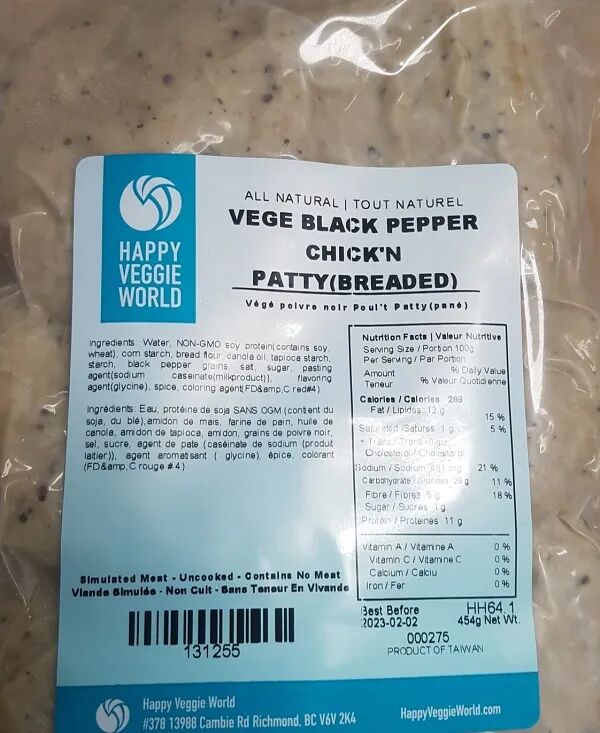 HAPPY
VEGGIE
WORLD
ALL NATURAL | TOUT NATUREL
VEGE BLACK PEPPER
CHICK'N
PATTY(BREADED)
Végé poivre noir Poul't Patty(pané)
Ingredients: Water, NON-GMO soy protein(contains soy,
wheat), corn starch, bread flour, canola oil, tapioca starch,
starch, black pepper grains, salt, sugar, pasting
agent(sodium caseinate(milkproduct)), flavoring
agent(glycine), spice, coloring agent(FD&amp,C red#4)
Ingrédients: Eau, protéine de soja SANS OGM (contient du
soja, du blé),amidon de mais, farine de pain, huile de
canola, amidon de tapioca, amidon, grains de poivre noir,
sel, sucre, agent de pate (caséinate de sodium (produit
laitier)), agent aromatisant ( glycine), épice, colorant
(FD&amp,C rouge #4)
Nutrition Facts | Valeur Nutritive
Serving Size / Portion 100g
Per Serving / Par Portion
Amount % Daily Value
Teneur % Valeur Quotidienne
Calories / Calories 288
Fat / Lipides 12 g 15 %
Saturated /Saturés 1 g 5 %
+ Trans / Trans 0 g
Cholesterol / Cholestérol
Sodium / Sodium 481 mg 21 %
Carbohydrate / Glucides 29 g 11 %
Fibre / Fibres 5 g 18 %
Sugar / Sucres 1g
Protein / Protéines 11 g
Vitamin A / Vitamine A 0 %
Vitamin C / Vitamine C 0 %
Calcium / Calciu 0 %
Iron / Fer 0 %
Simulated Meat - Uncooked - Contains No Meat
Viande Simulée - Non Cuit - Sans Teneur En Viande
131255
Best Before HH64.1
2023-02-02 454g Net Wt.
000275
PRODUCT OF TAIWAN
Happy Veggie World
#378 13988 Cambie Rd Richmond, BC V6V 2K4
HappyVeggieWorld.com